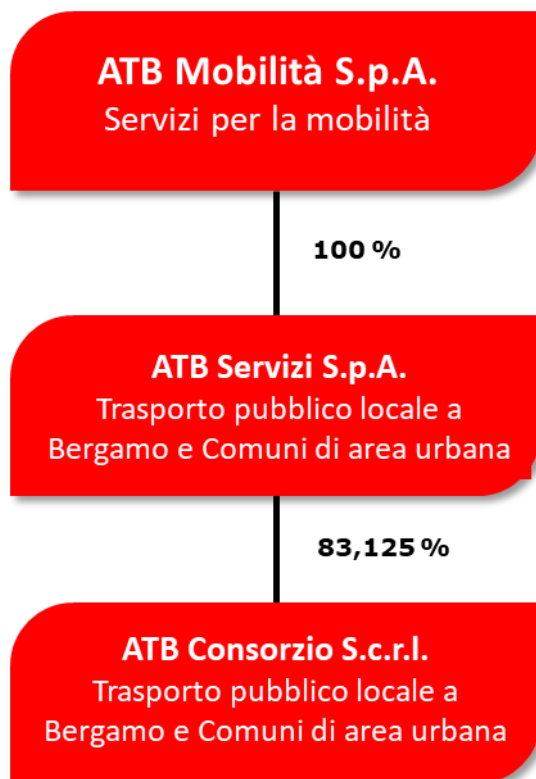 ATB Mobilità S.p.A.
Servizi per la mobilità
100 %
ATB Servizi S.p.A.
Trasporto pubblico locale a
Bergamo e Comuni di area urbana
83,125 %
ATB Consorzio S.c.r.l.
Trasporto pubblico locale a
Bergamo e Comuni di area urbana